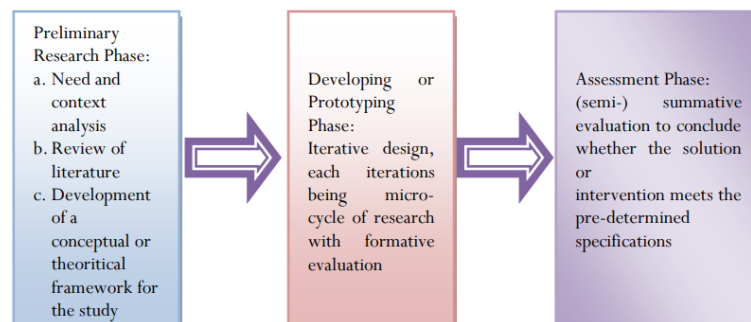 Preliminary
Research Phase:
a. Need and
context
analysis
b. Review of
literature
c. Development
of a
conceptual or
theoritical
framework for
the study
Developing or
Prototyping
Phase:
Iterative design,
each iterations
being micro-
cycle of research
with formative
evaluation
Assessment Phase:
(semi-) summative
evaluation to conclude
whether the solution
or
intervention meets the
pre-determined
specifications